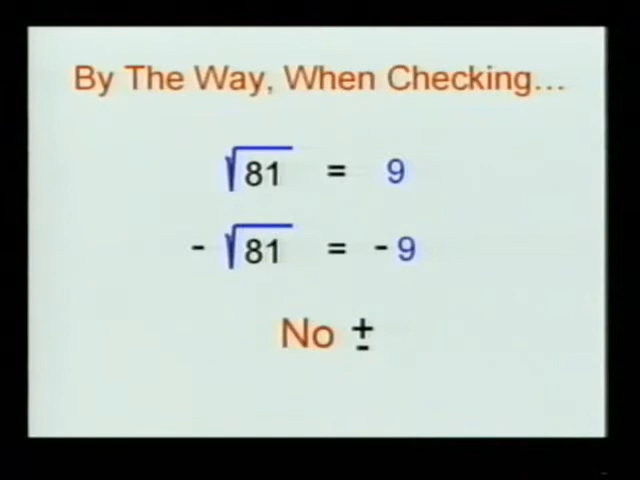 By The Way, When Checking...
√81 = 9
- √81 = - 9
No ±